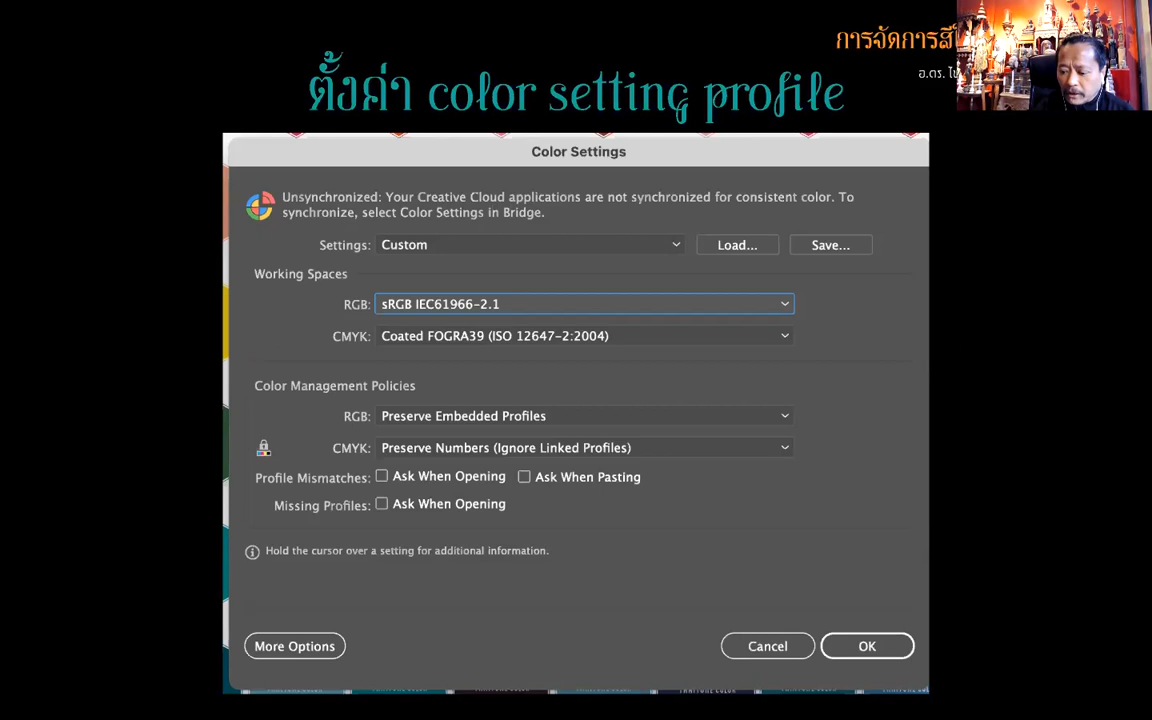 การจัดการสี
อ.ดร.
ตั้งค่า color setting profile
Color Settings
Unsynchronized: Your Creative Cloud applications are not synchronized for consistent color. To
synchronize, select Color Settings in Bridge.
Settings: Custom Load... Save...
Working Spaces
RGB: sRGB IEC61966-2.1
CMYK: Coated FOGRA39 (ISO 12647-2:2004)
Color Management Policies
RGB: Preserve Embedded Profiles
CMYK: Preserve Numbers (Ignore Linked Profiles)
Profile Mismatches: Ask When Opening Ask When Pasting
Missing Profiles: Ask When Opening
Hold the cursor over a setting for additional information.
More Options Cancel OK